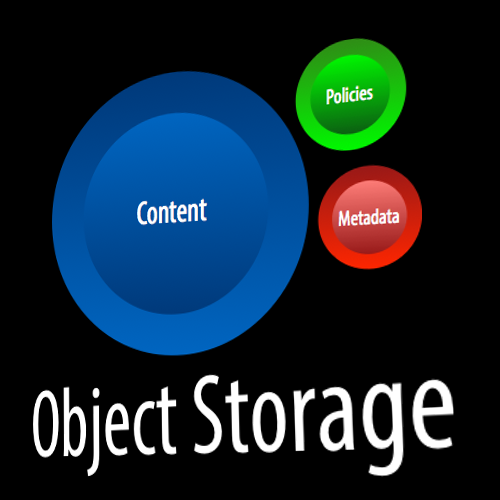 Policies
Content
Metadata
Object Storage